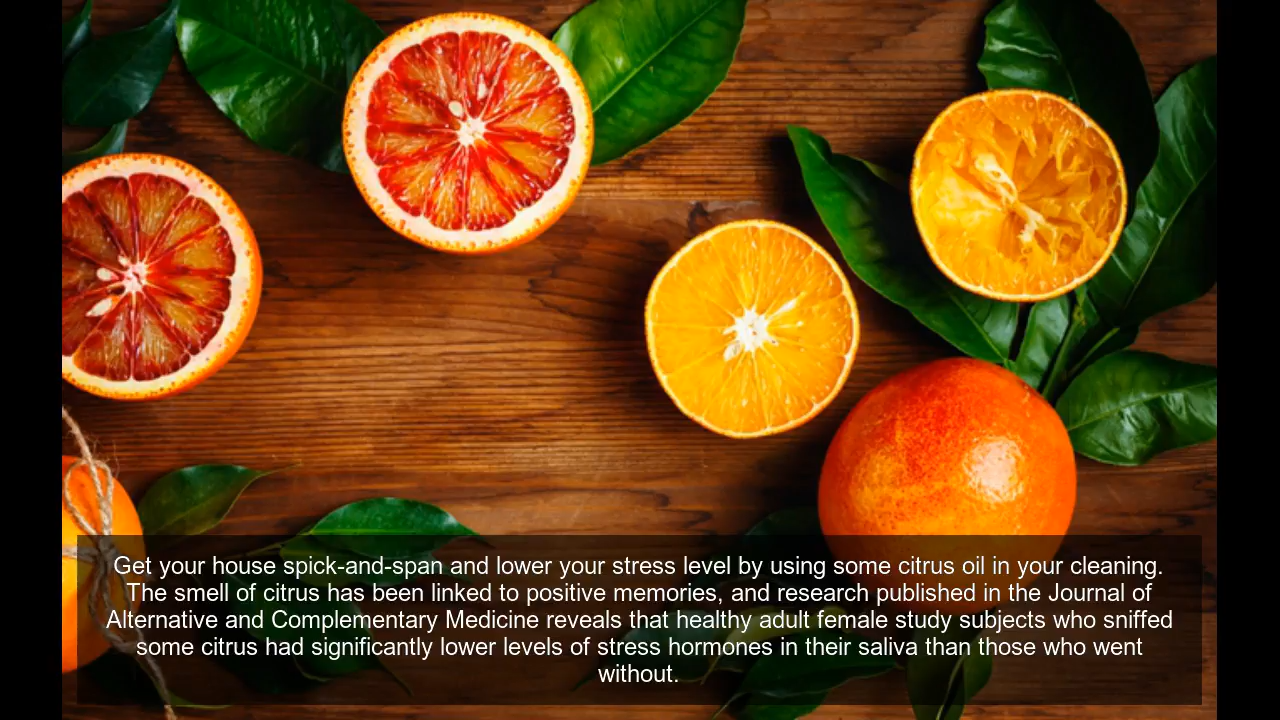 Get your house spick-and-span and lower your stress level by using some citrus oil in your cleaning.
The smell of citrus has been linked to positive memories, and research published in the Journal of
Alternative and Complementary Medicine reveals that healthy adult female study subjects who sniffed
some citrus had significantly lower levels of stress hormones in their saliva than those who went
without.